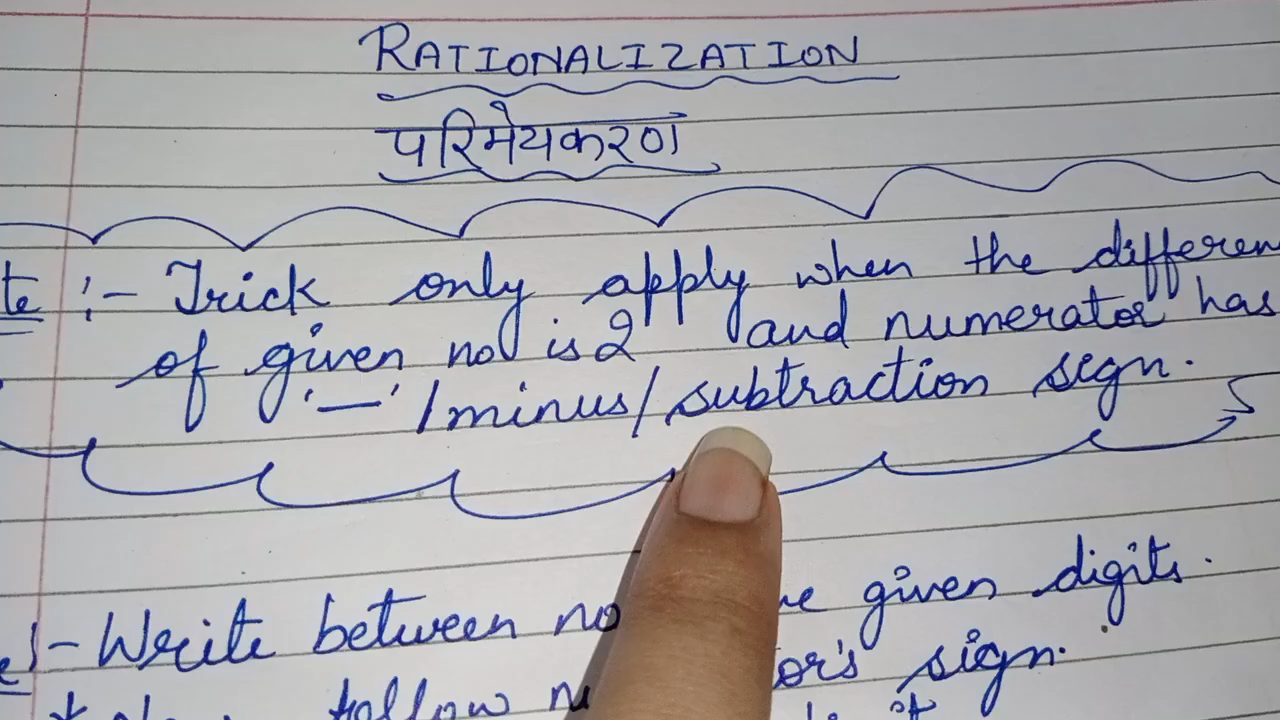 RATIONALIZATION
परिमेयकरण
te :- Trick only apply when the differen
of given no is 2 and numerator has
'—' / minus / subtraction sign.
:- Write between no given digits.
follow sign.